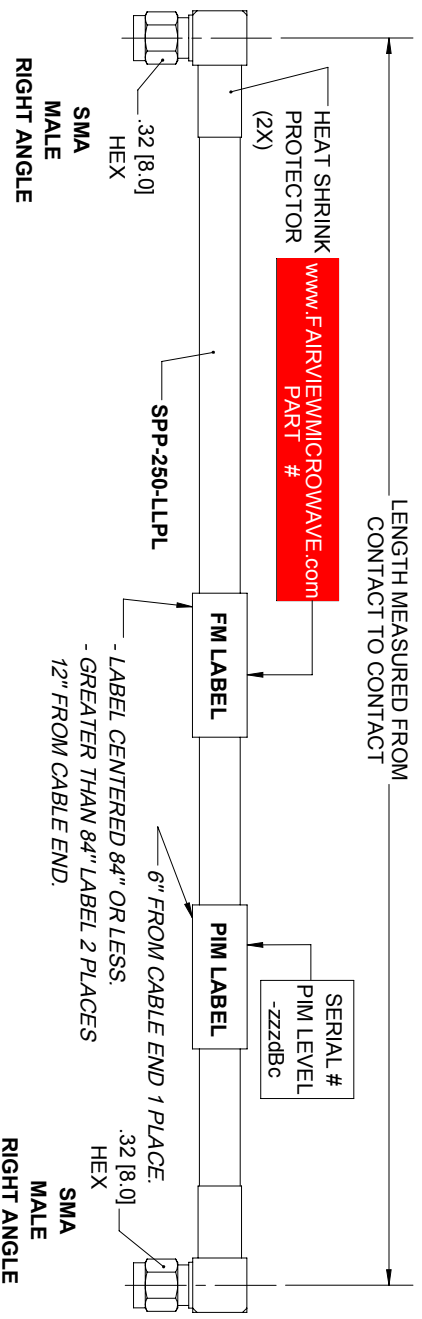 LENGTH MEASURED FROM
CONTACT TO CONTACT
HEAT SHRINK
PROTECTOR
(2X)
www.FAIRVIEWMICROWAVE.com
PART #
SERIAL #
PIM LEVEL
-zzzdBc
FM LABEL
PIM LABEL
.32 [8.0]
HEX
SMA
MALE
RIGHT ANGLE
SPP-250-LLPL
- LABEL CENTERED 84" OR LESS.
- GREATER THAN 84" LABEL 2 PLACES
12" FROM CABLE END.
6" FROM CABLE END 1 PLACE.
.32 [8.0]
HEX
SMA
MALE
RIGHT ANGLE